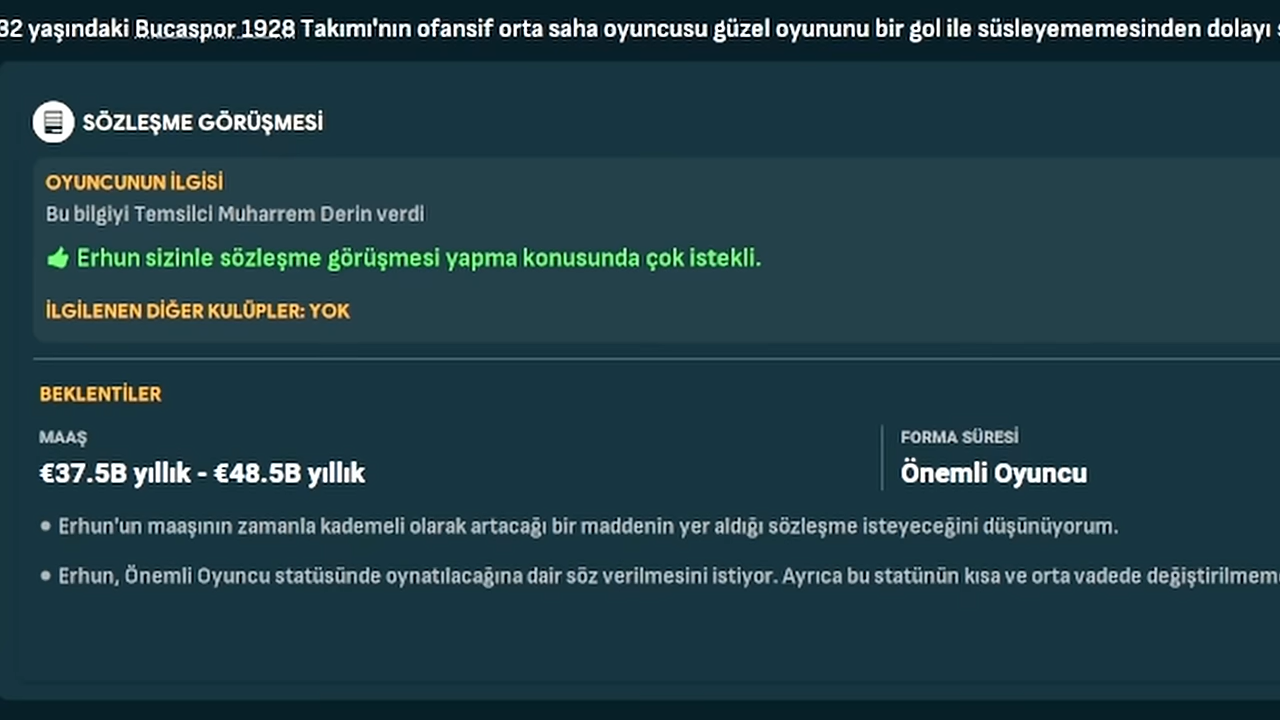 32 yaşındaki Bucaspor 1928 Takımı'nın ofansif orta saha oyuncusu güzel oyununu bir gol ile süsleyememesinden dolayı
SÖZLEŞME GÖRÜŞMESİ
OYUNCUNUN İLGİSİ
Bu bilgiyi Temsilci Muharrem Derin verdi
Erhun sizinle sözleşme görüşmesi yapma konusunda çok istekli.
İLGİLENEN DİĞER KULÜPLER: YOK
BEKLENTİLER
MAAŞ
€37.5B yıllık - €48.5B yıllık
FORMA SÜRESİ
Önemli Oyuncu
• Erhun'un maaşının zamanla kademeli olarak artacağı bir maddenin yer aldığı sözleşme isteyeceğini düşünüyorum.
• Erhun, Önemli Oyuncu statüsünde oynatılacağına dair söz verilmesini istiyor. Ayrıca bu statünün kısa ve orta vadede